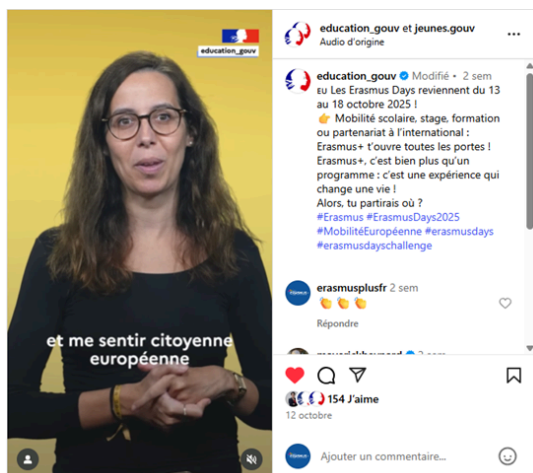 education_gouv
et me sentir citoyenne
européenne
education_gouv et jeunes.gouv
Audio d'origine
education_gouv Modifié • 2 sem
EU Les Erasmus Days reviennent du 13
au 18 octobre 2025 !
👉 Mobilité scolaire, stage, formation
ou partenariat à l'international :
Erasmus+ t'ouvre toutes les portes !
Erasmus+, c'est bien plus qu'un
programme : c'est une expérience qui
change une vie !
Alors, tu partirais où ?
#Erasmus #ErasmusDays2025
#MobilitéEuropéenne #erasmusdays
#erasmusdayschallenge
erasmusplusfr 2 sem
👏 👏 👏
Répondre
154 J'aime
12 octobre
Ajouter un commentaire...